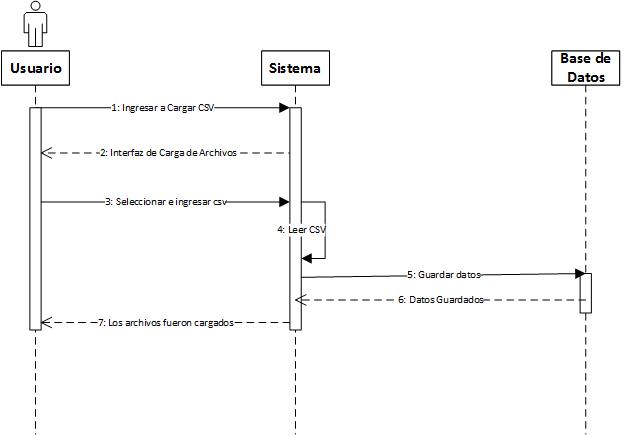 Usuario
Sistema
Base de
Datos
1: Ingresar a Cargar CSV
2: Interfaz de Carga de Archivos
3: Seleccionar e ingresar csv
4: Leer CSV
5: Guardar datos
6: Datos Guardados
7: Los archivos fueron cargados